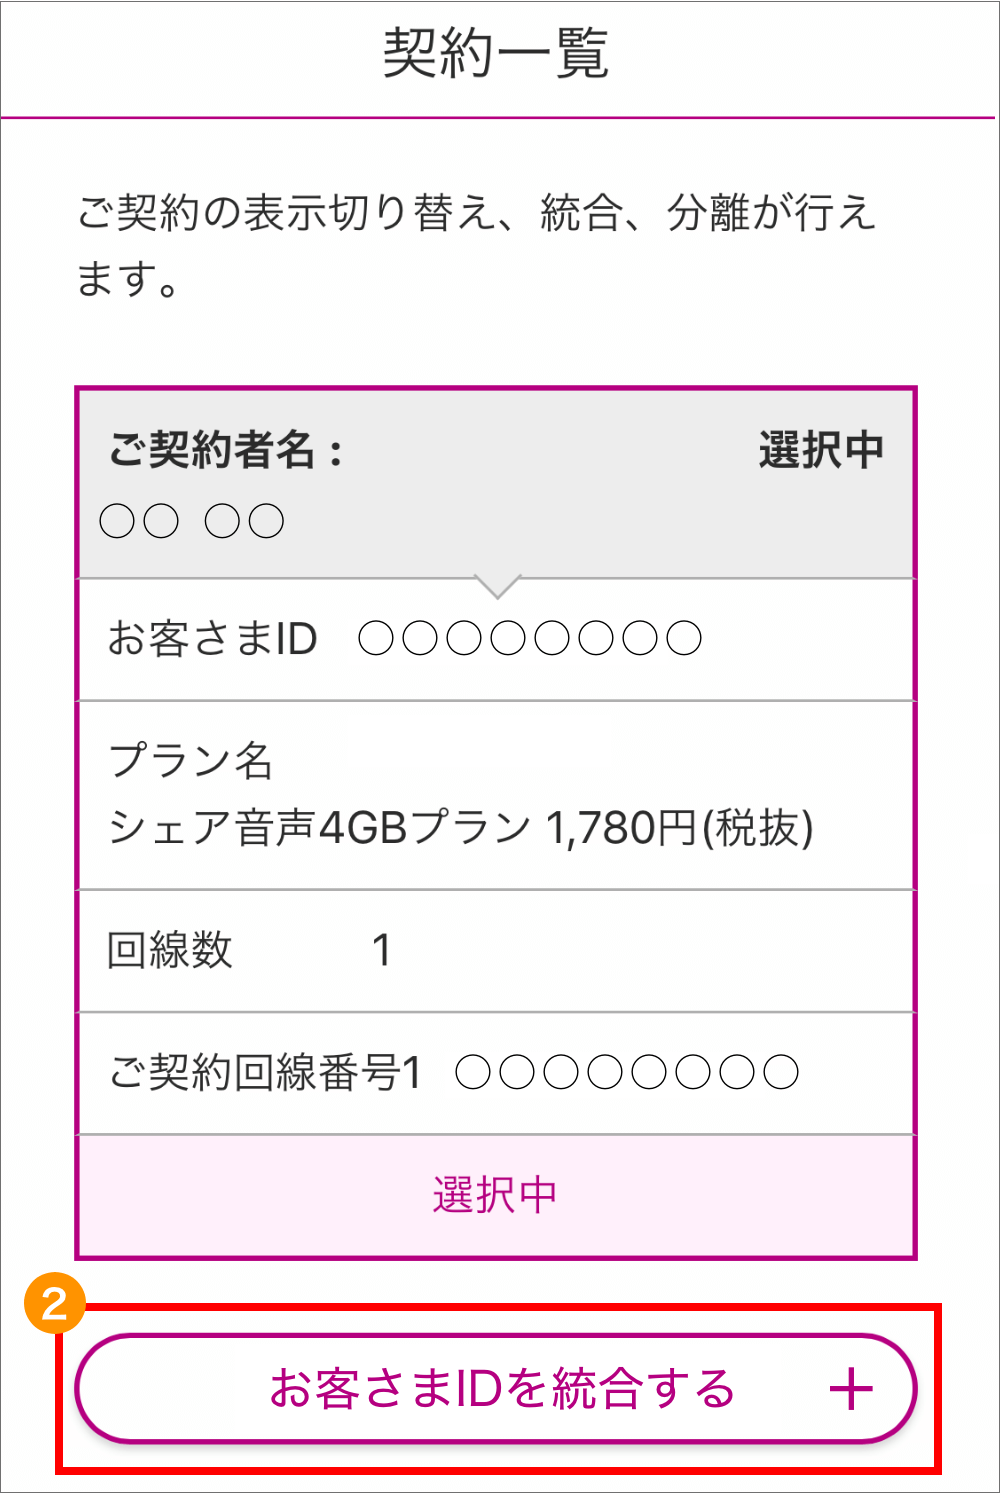 契約一覧
ご契約の表示切り替え、統合、分離が行え
ます。
ご契約者名： 選択中
○○ ○○
お客さまID ○○○○○○○○
プラン名
シェア音声4GBプラン 1,780円(税抜)
回線数 1
ご契約回線番号1 ○○○○○○○○
選択中
2
お客さまIDを統合する ＋